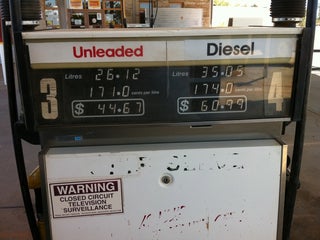 Unleaded Diesel
Litres 26.12 Litres 35.05
3 171.0 cents per litre 174.0 cents per litre 4
$ 44.67 $ 60.99
WARNING
CLOSED CIRCUIT
TELEVISION
SURVEILLANCE